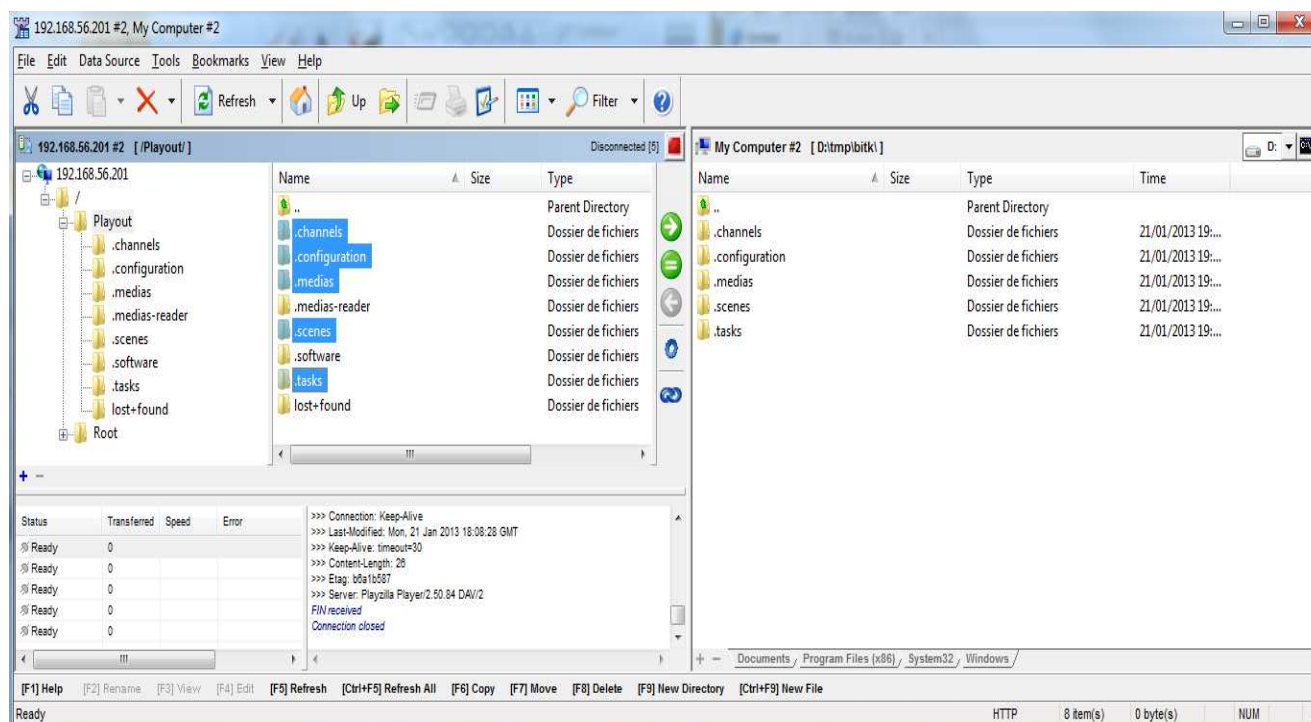 192.168.56.201 #2, My Computer #2
File Edit Data Source Tools Bookmarks View Help
Refresh Up Filter
192.168.56.201 #2 [ /Playout/ ] Disconnected [5]
192.168.56.201
/
Playout
.channels
.configuration
.medias
.medias-reader
.scenes
.software
.tasks
lost+found
Root
Name Size Type
.. Parent Directory
.channels Dossier de fichiers
.configuration Dossier de fichiers
.medias Dossier de fichiers
.medias-reader Dossier de fichiers
.scenes Dossier de fichiers
.software Dossier de fichiers
.tasks Dossier de fichiers
lost+found Dossier de fichiers
My Computer #2 [ D:\tmp\bitk\ ] D:
Name Size Type Time
.. Parent Directory
.channels Dossier de fichiers 21/01/2013 19:...
.configuration Dossier de fichiers 21/01/2013 19:...
.medias Dossier de fichiers 21/01/2013 19:...
.scenes Dossier de fichiers 21/01/2013 19:...
.tasks Dossier de fichiers 21/01/2013 19:...
Status Transferred Speed Error
Ready 0
Ready 0
Ready 0
Ready 0
Ready 0
>>> Connection: Keep-Alive
>>> Last-Modified: Mon, 21 Jan 2013 18:08:28 GMT
>>> Keep-Alive: timeout=30
>>> Content-Length: 26
>>> Etag: b6a1b587
>>> Server: Playzilla Player/2.50.84 DAV/2
FIN received
Connection closed
Documents Program Files (x86) System32 Windows
[F1] Help [F2] Rename [F3] View [F4] Edit [F5] Refresh [Ctrl+F5] Refresh All [F6] Copy [F7] Move [F8] Delete [F9] New Directory [Ctrl+F9] New File
Ready HTTP 8 item(s) 0 byte(s) NUM